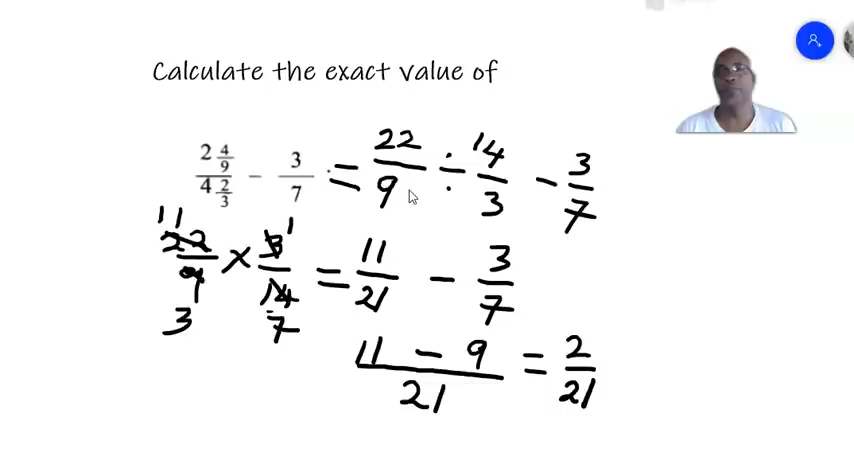 Calculate the exact value of
2 4/9 / 4 2/3 - 3/7 = 22/9 ÷ 14/3 - 3/7
11 22/9 3 × 3 1/14 7 = 11/21 - 3/7
11 - 9 / 21 = 2/21